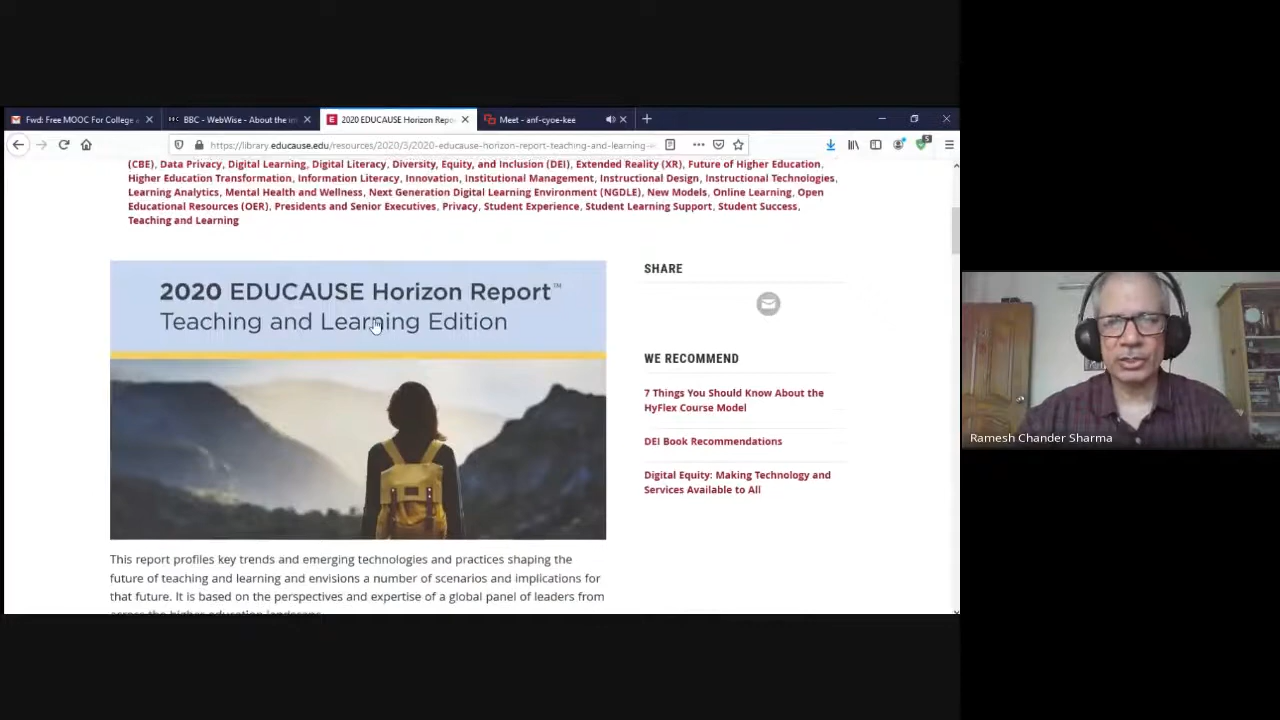 Fwd: Free MOOC For College
BBC - WebWise - About the in
2020 EDUCAUSE Horizon Repo
Meet - anf-cyoe-kee
https://library.educause.edu/resources/2020/3/2020-educause-horizon-report-teaching-and-learning-
5
(CBE), Data Privacy, Digital Learning, Digital Literacy, Diversity, Equity, and Inclusion (DEI), Extended Reality (XR), Future of Higher Education,
Higher Education Transformation, Information Literacy, Innovation, Institutional Management, Instructional Design, Instructional Technologies,
Learning Analytics, Mental Health and Wellness, Next Generation Digital Learning Environment (NGDLE), New Models, Online Learning, Open
Educational Resources (OER), Presidents and Senior Executives, Privacy, Student Experience, Student Learning Support, Student Success,
Teaching and Learning
2020 EDUCAUSE Horizon Report™
Teaching and Learning Edition
This report profiles key trends and emerging technologies and practices shaping the
future of teaching and learning and envisions a number of scenarios and implications for
that future. It is based on the perspectives and expertise of a global panel of leaders from
across the higher education landscape.
SHARE
WE RECOMMEND
7 Things You Should Know About the
HyFlex Course Model
DEI Book Recommendations
Digital Equity: Making Technology and
Services Available to All
Ramesh Chander Sharma